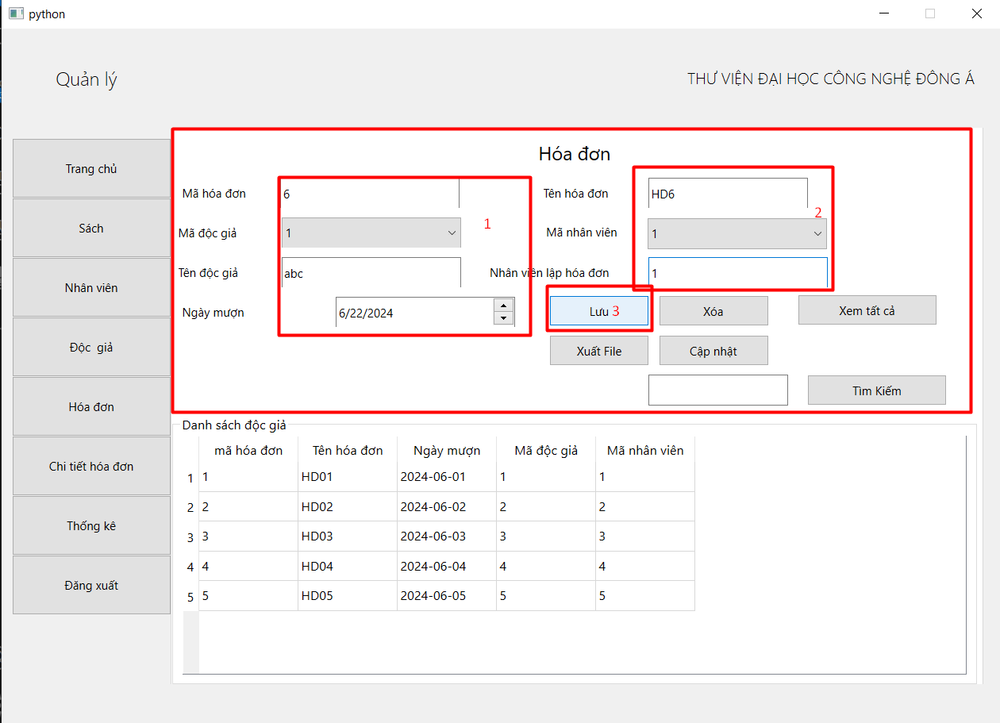 python
Quản lý
THƯ VIỆN ĐẠI HỌC CÔNG NGHỆ ĐÔNG Á
Trang chủ
Sách
Nhân viên
Độc giả
Hóa đơn
Chi tiết hóa đơn
Thống kê
Đăng xuất
Hóa đơn
Mã hóa đơn 6 Tên hóa đơn HD6
1 2
Mã độc giả 1 Mã nhân viên 1
Tên độc giả abc Nhân viên lập hóa đơn 1
Ngày mượn 6/22/2024 Lưu 3 Xóa Xem tất cả
Xuất File Cập nhật
Tìm Kiếm
Danh sách độc giả
mã hóa đơn Tên hóa đơn Ngày mượn Mã độc giả Mã nhân viên
1 1 HD01 2024-06-01 1 1
2 2 HD02 2024-06-02 2 2
3 3 HD03 2024-06-03 3 3
4 4 HD04 2024-06-04 4 4
5 5 HD05 2024-06-05 5 5